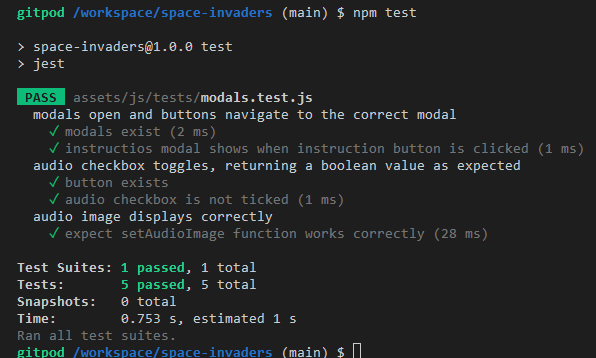 gitpod /workspace/space-invaders (main) $ npm test
> space-invaders@1.0.0 test
> jest
PASS assets/js/tests/modals.test.js
modals open and buttons navigate to the correct modal
✓ modals exist (2 ms)
✓ instructios modal shows when instruction button is clicked (1 ms)
audio checkbox toggles, returning a boolean value as expected
✓ button exists
✓ audio checkbox is not ticked (1 ms)
audio image displays correctly
✓ expect setAudioImage function works correctly (28 ms)
Test Suites: 1 passed, 1 total
Tests: 5 passed, 5 total
Snapshots: 0 total
Time: 0.753 s, estimated 1 s
Ran all test suites.
gitpod /workspace/space-invaders (main) $